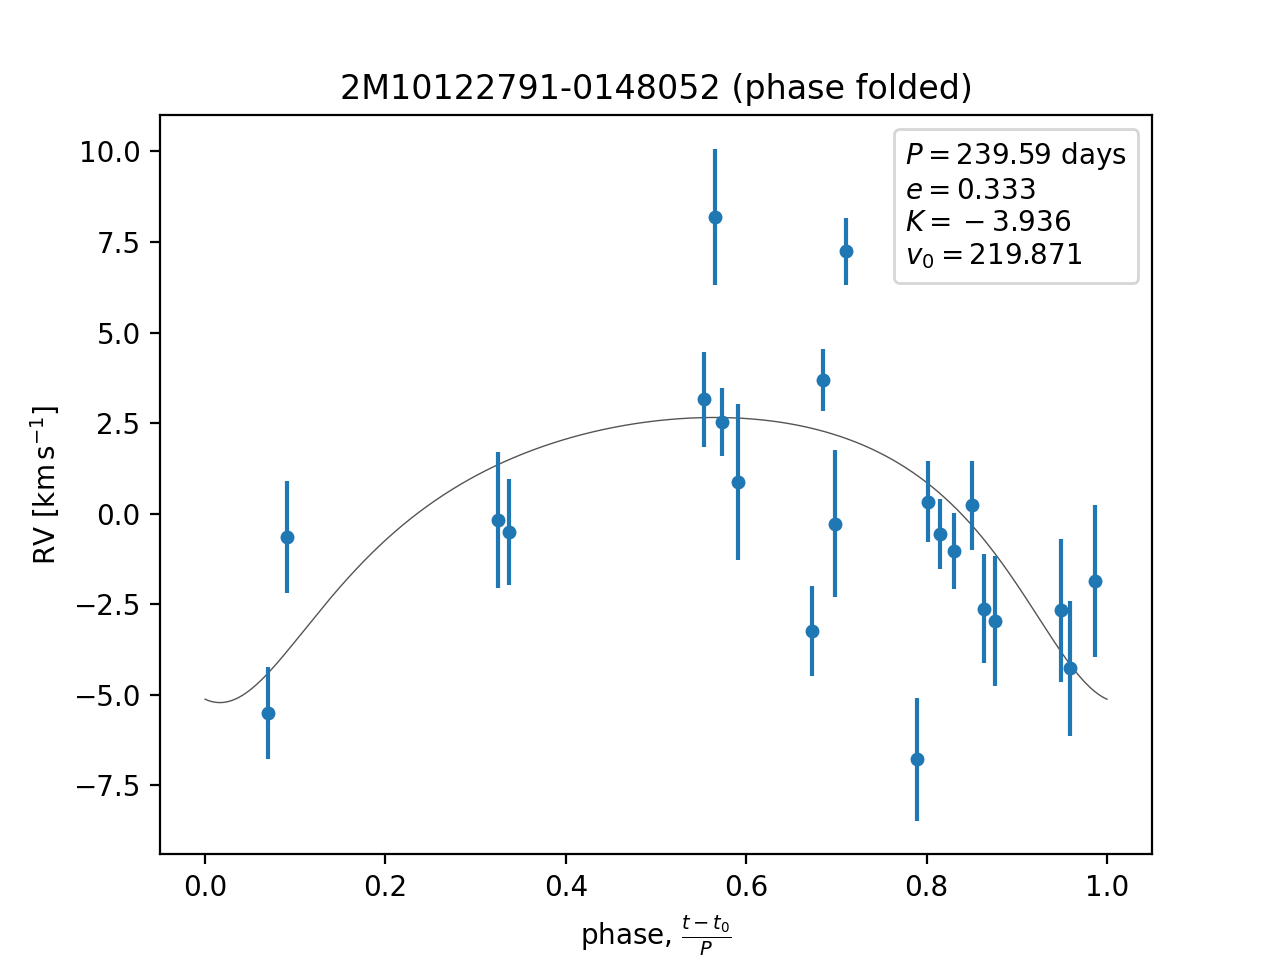 2M10122791-0148052 (phase folded)
P = 239.59 days
e = 0.333
K = −3.936
v₀ = 219.871
10.0
7.5
5.0
2.5
0.0
−2.5
−5.0
−7.5
RV [km s⁻¹]
0.0 0.2 0.4 0.6 0.8 1.0
phase, (t − t₀)/P